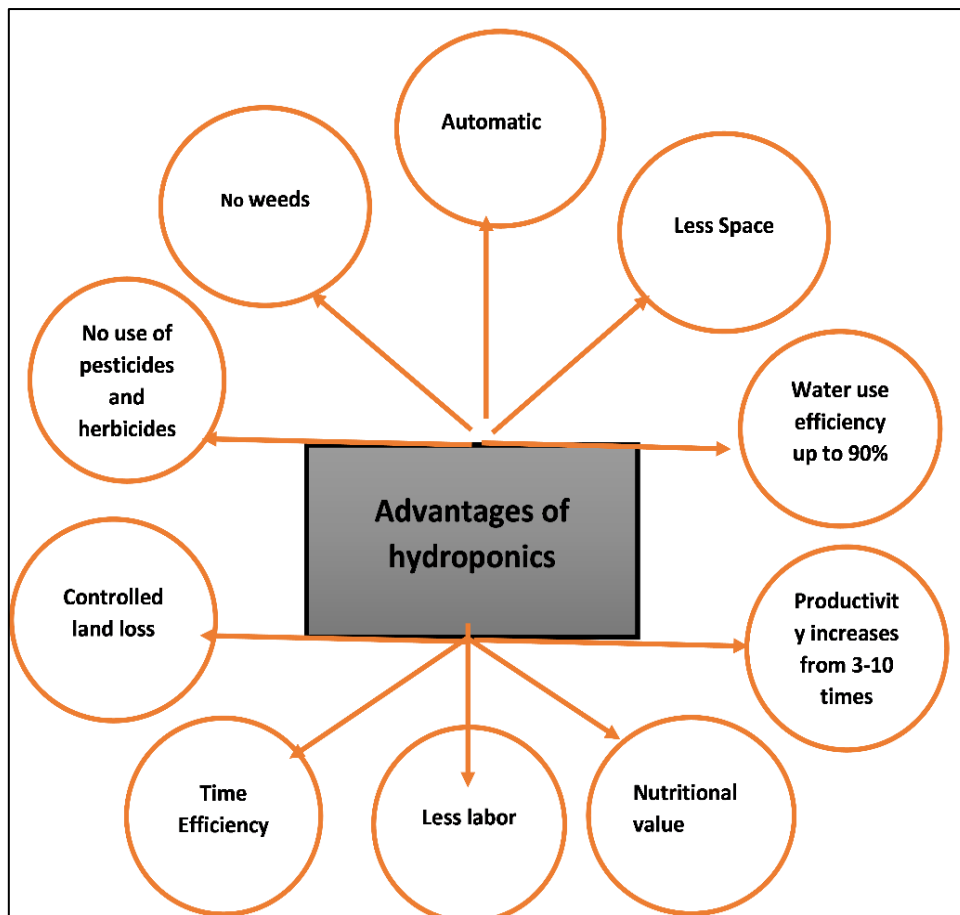 Automatic
No weeds
Less Space
No use of
pesticides
and
herbicides
Water use
efficiency
up to 90%
Advantages of
hydroponics
Controlled
land loss
Productivit
y increases
from 3-10
times
Time
Efficiency
Less labor
Nutritional
value